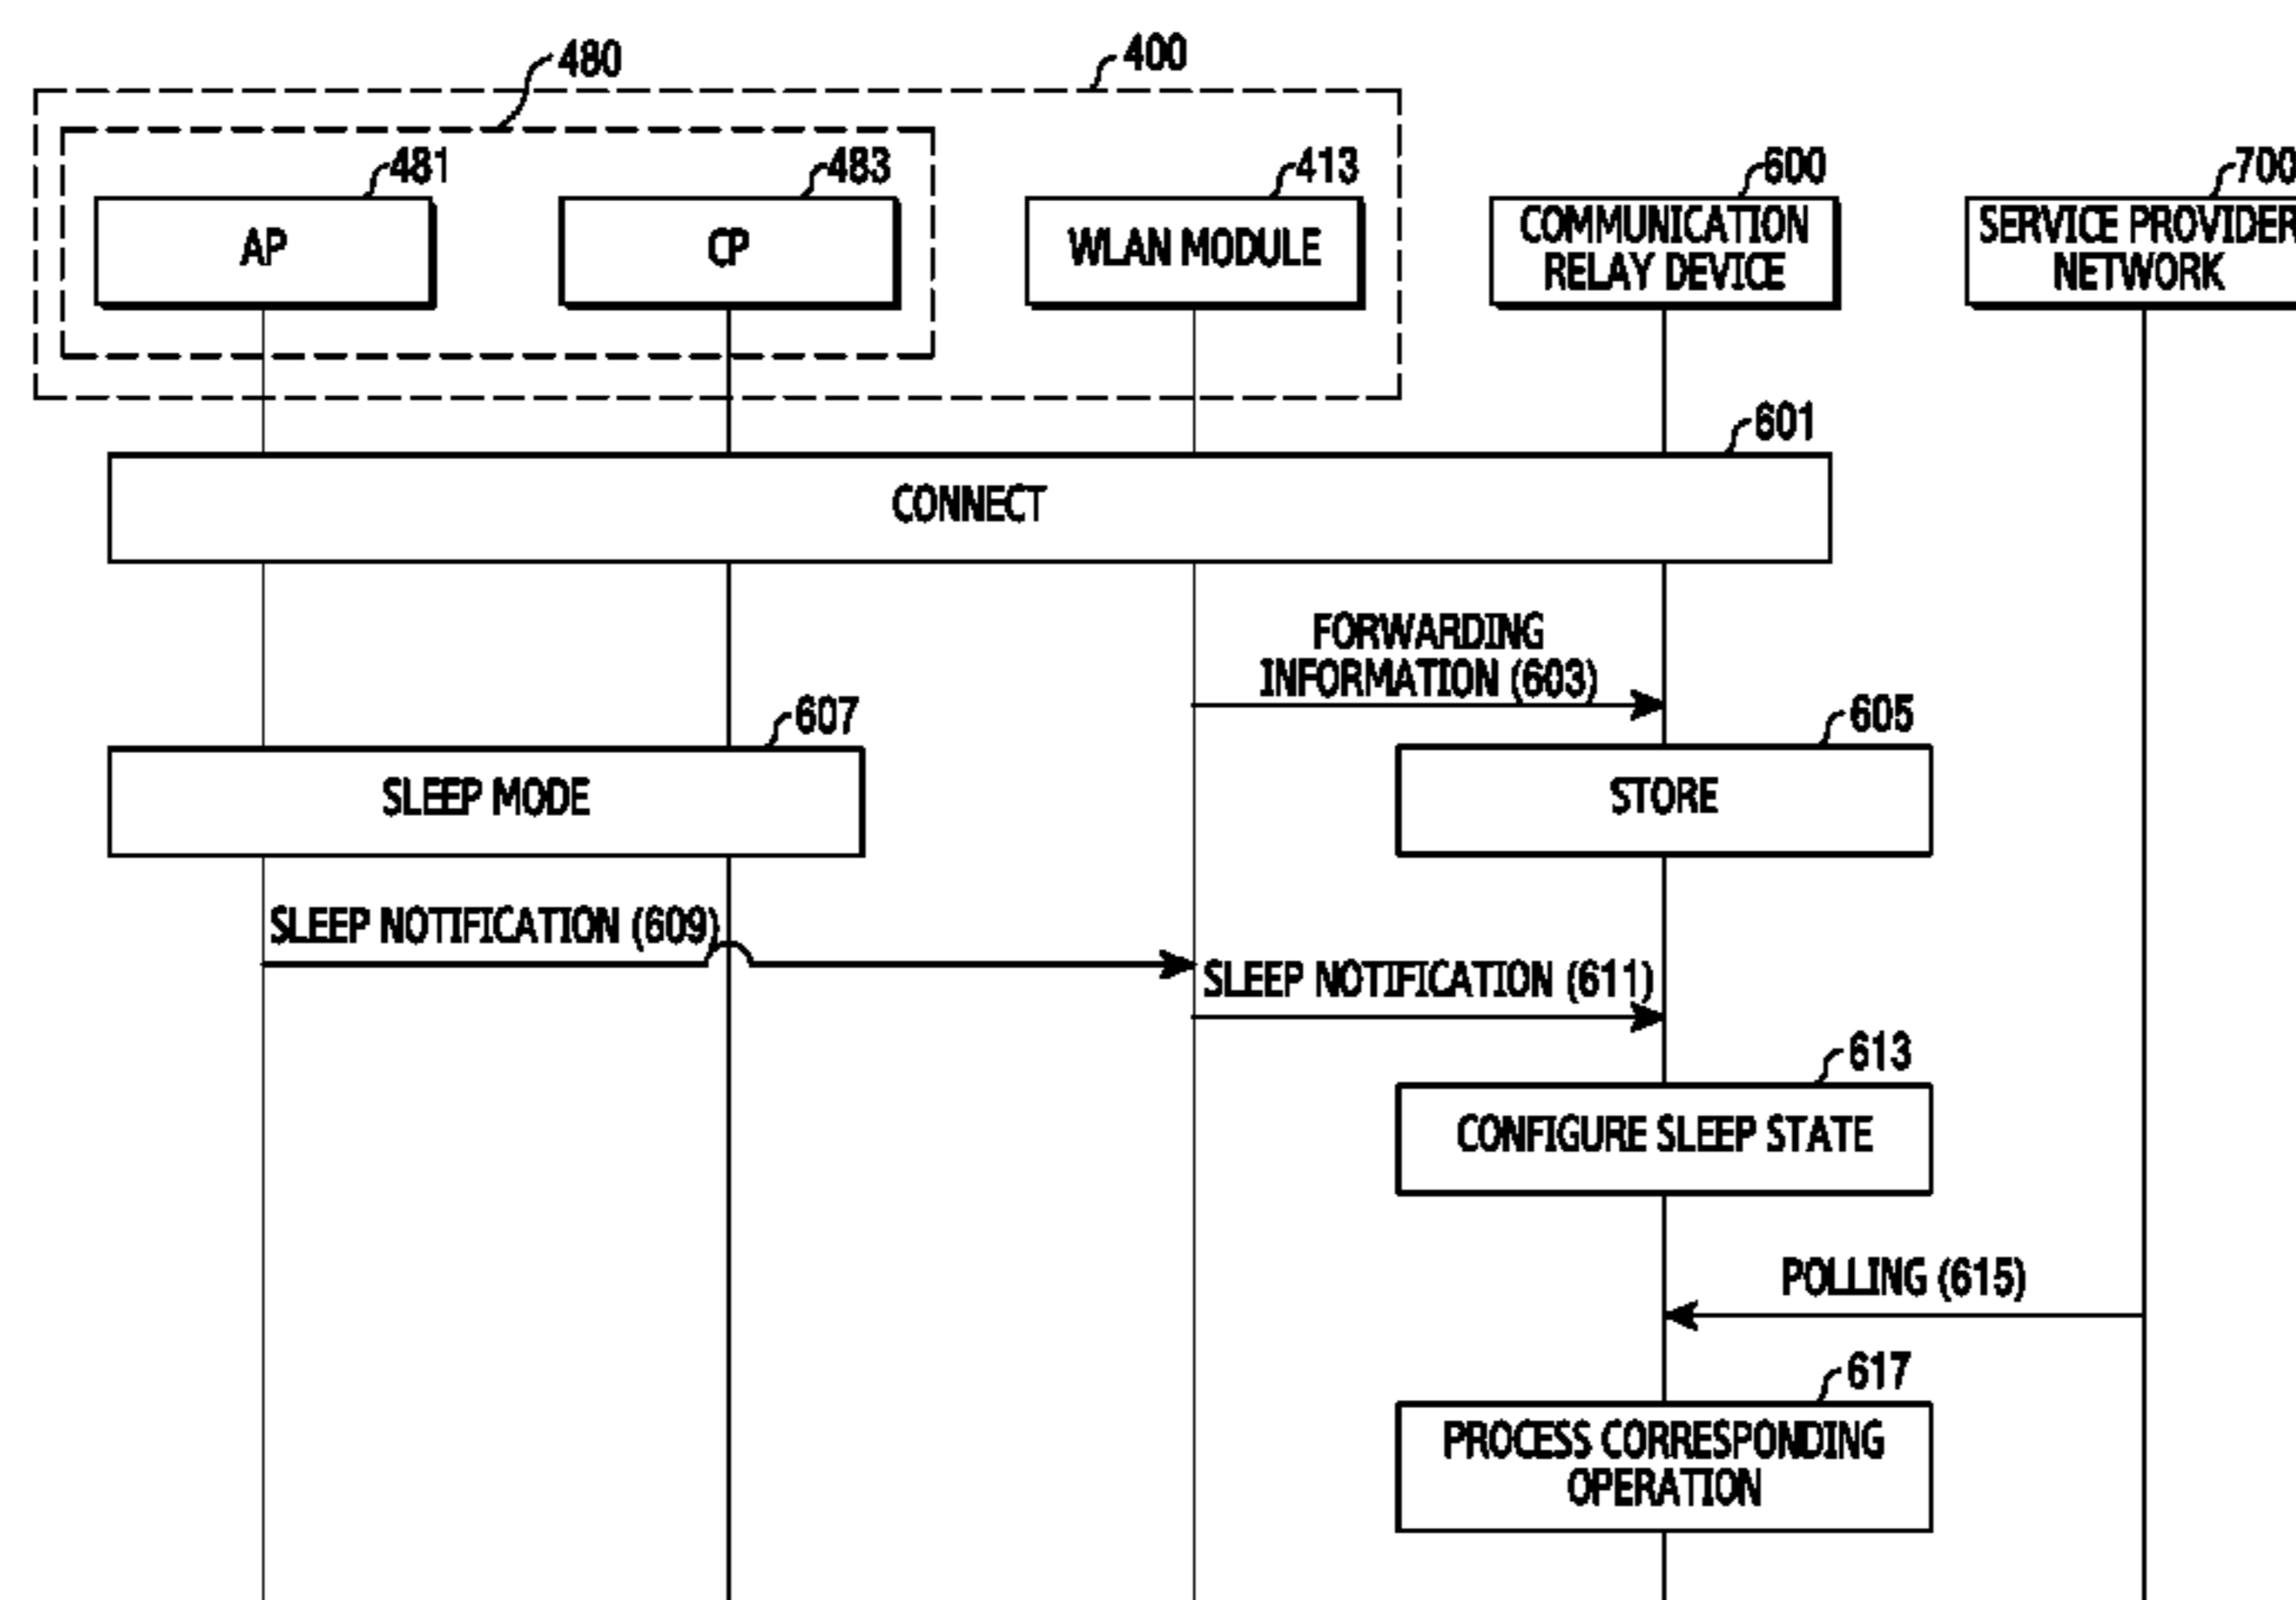 480
400
481
483
413
600
700
AP
CP
WLAN MODULE
COMMUNICATION
RELAY DEVICE
SERVICE PROVIDER
NETWORK
601
CONNECT
FORWARDING
INFORMATION (603)
607
605
SLEEP MODE
STORE
SLEEP NOTIFICATION (609)
SLEEP NOTIFICATION (611)
613
CONFIGURE SLEEP STATE
POLLING (615)
617
PROCESS CORRESPONDING
OPERATION